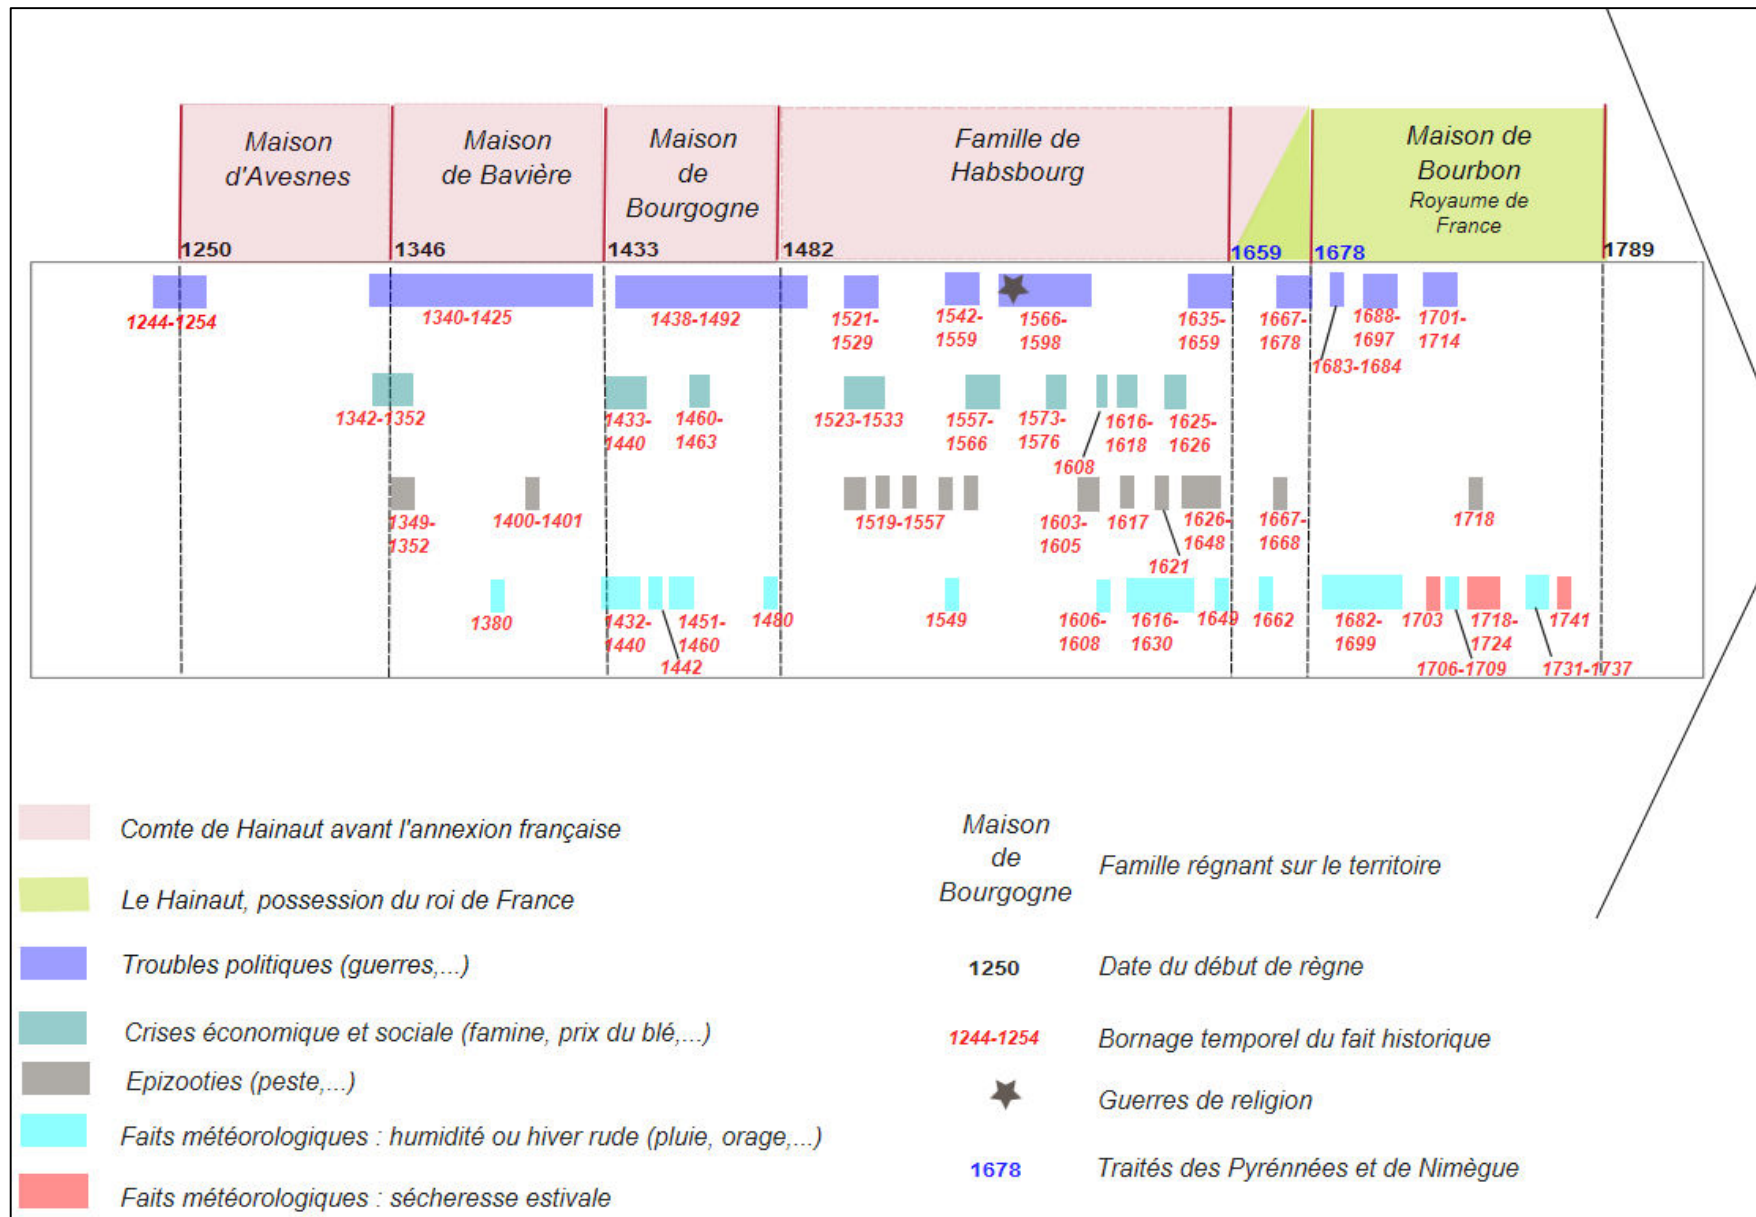 Maison
d'Avesnes
Maison
de Bavière
Maison
de
Bourgogne
Famille de
Habsbourg
Maison de
Bourbon
Royaume de
France
1250
1346
1433
1482
1659
1678
1789
1244-1254
1340-1425
1438-1492
1521-
1529
1542-
1559
1566-
1598
1635-
1659
1667-
1678
1683-1684
1688-
1697
1701-
1714
1342-1352
1433-
1440
1460-
1463
1523-1533
1557-
1566
1573-
1576
1608
1616-
1618
1625-
1626
1349-
1352
1400-1401
1519-1557
1603-
1605
1617
1621
1626-
1648
1667-
1668
1718
1380
1432-
1440
1442
1451-
1460
1480
1549
1606-
1608
1616-
1630
1649
1662
1682-
1699
1703
1706-1709
1718-
1724
1731-1737
1741
Comte de Hainaut avant l'annexion française
Le Hainaut, possession du roi de France
Troubles politiques (guerres,...)
Crises économique et sociale (famine, prix du blé,...)
Epizooties (peste,...)
Faits météorologiques : humidité ou hiver rude (pluie, orage,...)
Faits météorologiques : sécheresse estivale
Maison
de
Bourgogne
Famille régnant sur le territoire
1250
Date du début de règne
1244-1254
Bornage temporel du fait historique
Guerres de religion
1678
Traités des Pyrénnées et de Nimègue